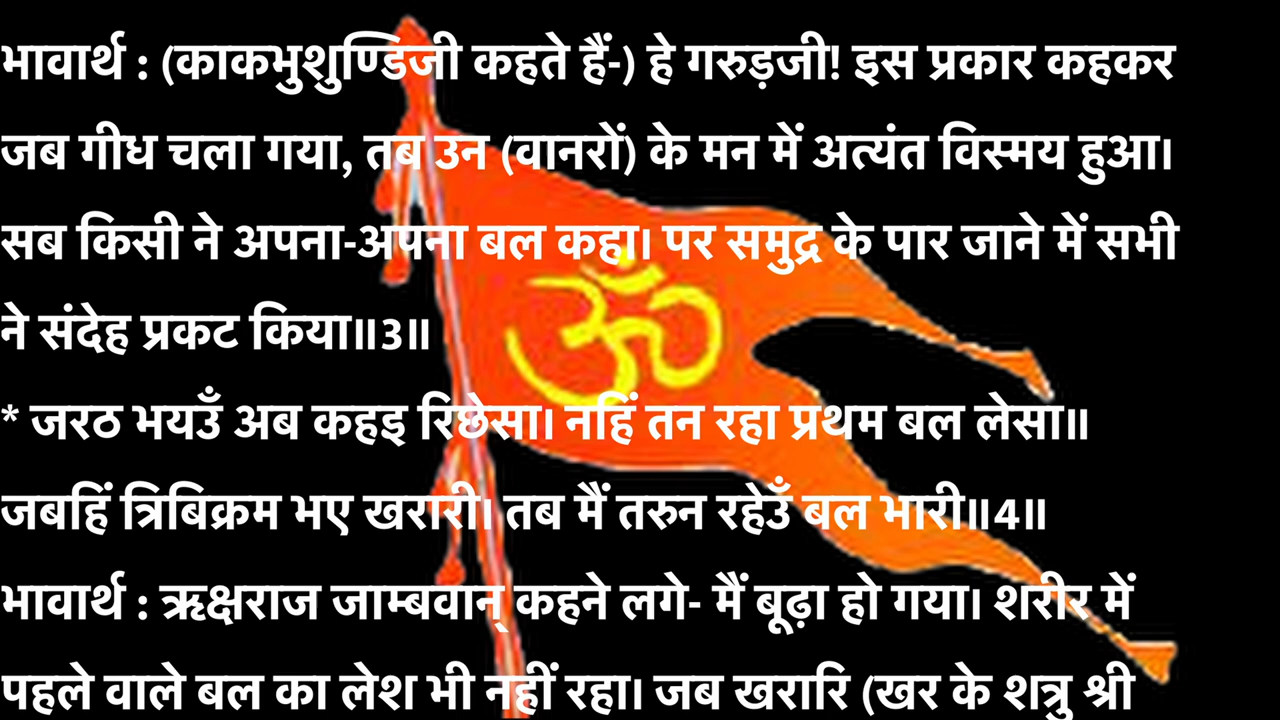 भावार्थ : (काकभुशुण्डिजी कहते हैं-) हे गरुड़जी! इस प्रकार कहकर
जब गीध चला गया, तब उन (वानरों) के मन में अत्यंत विस्मय हुआ।
सब किसी ने अपना-अपना बल कहा। पर समुद्र के पार जाने में सभी
ने संदेह प्रकट किया॥3॥
* जरठ भयउँ अब कहइ रिछेसा। नहिं तन रहा प्रथम बल लेसा॥
जबहिं त्रिबिक्रम भए खरारी। तब मैं तरुन रहेउँ बल भारी॥4॥
भावार्थ : ऋक्षराज जाम्बवान् कहने लगे- मैं बूढ़ा हो गया। शरीर में
पहले वाले बल का लेश भी नहीं रहा। जब खरारि (खर के शत्रु श्री
ॐ